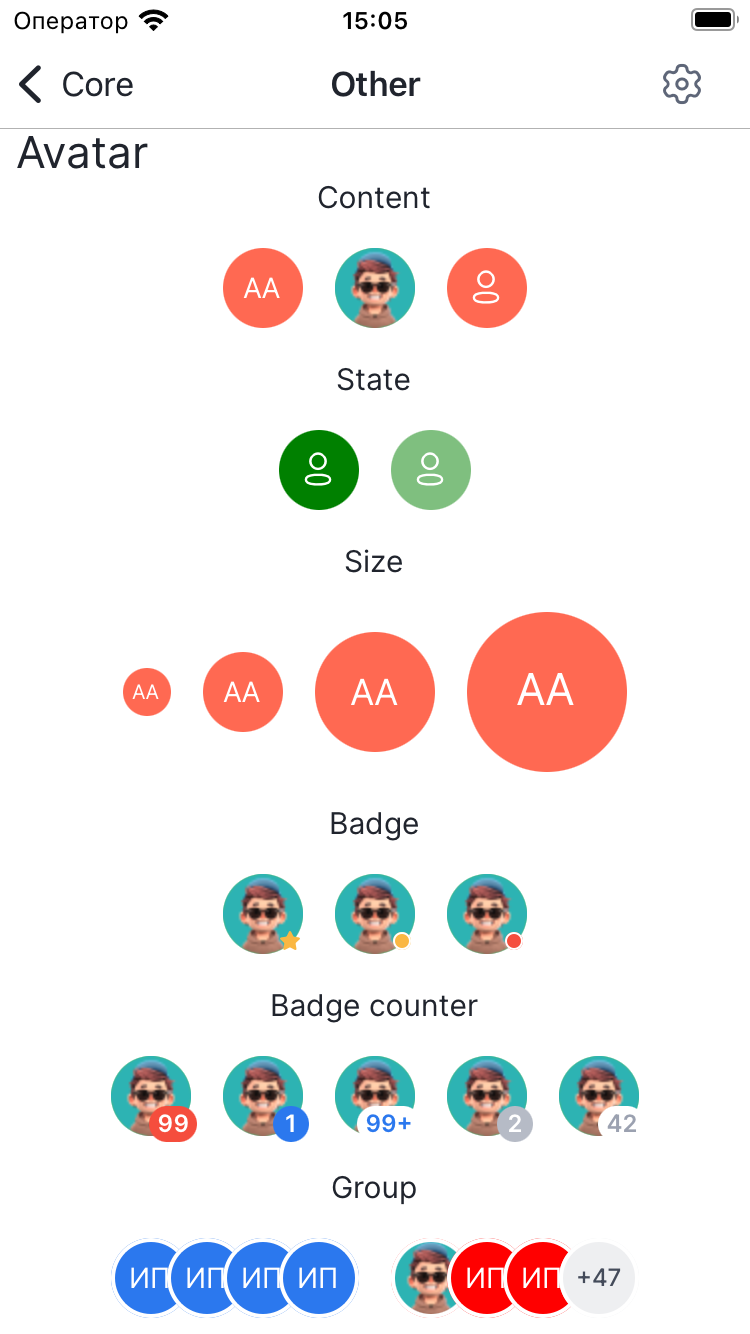 Оператор 15:05
Core Other
Avatar
Content
AA
State
Size
AA AA AA AA
Badge
Badge counter
99 1 99+ 2 42
Group
ИП ИП ИП ИП ИП ИП +47